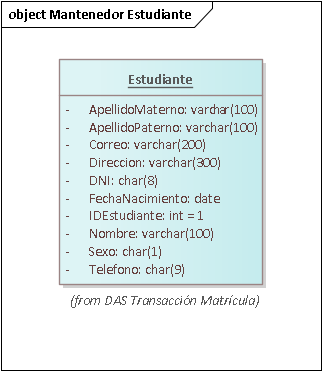 object Mantenedor Estudiante
Estudiante
- ApellidoMaterno: varchar(100)
- ApellidoPaterno: varchar(100)
- Correo: varchar(200)
- Direccion: varchar(300)
- DNI: char(8)
- FechaNacimiento: date
- IDEstudiante: int = 1
- Nombre: varchar(100)
- Sexo: char(1)
- Telefono: char(9)
(from DAS Transacción Matrícula)